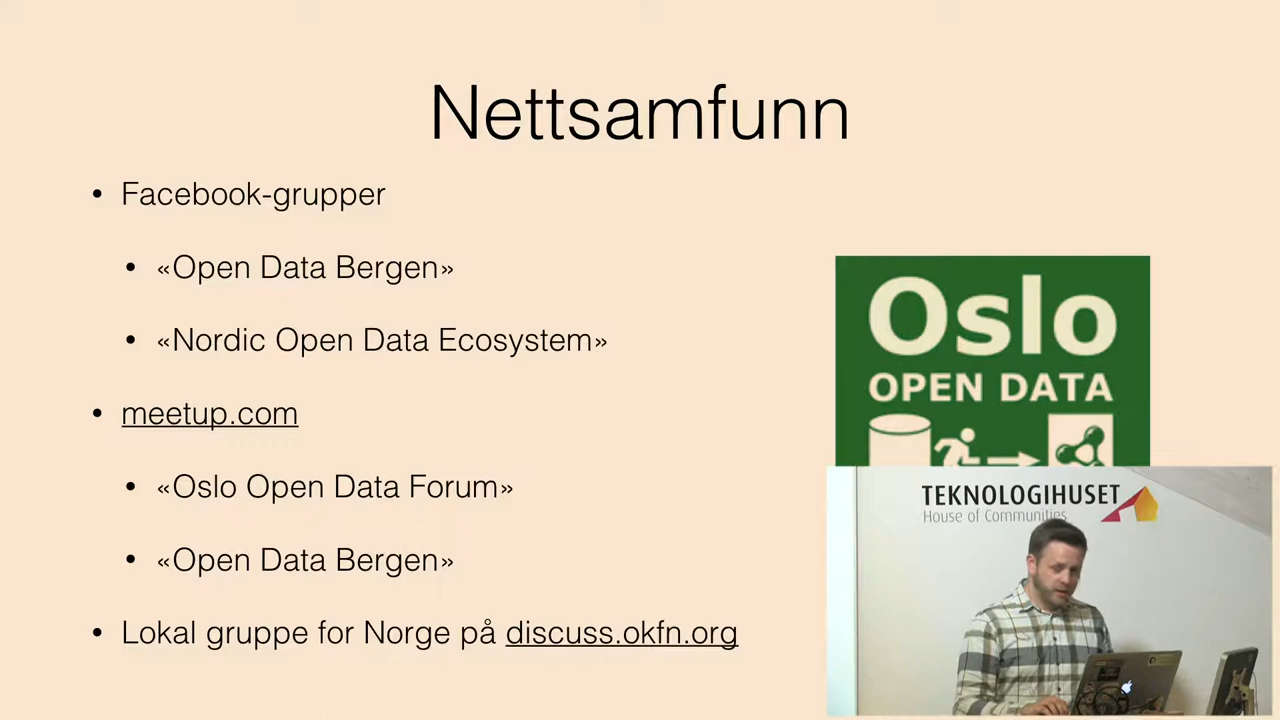 Nettsamfunn
• Facebook-grupper
• «Open Data Bergen»
• «Nordic Open Data Ecosystem»
• meetup.com
• «Oslo Open Data Forum»
• «Open Data Bergen»
• Lokal gruppe for Norge på discuss.okfn.org
Oslo
OPEN DATA
TEKNOLOGIHUSET
House of Communities